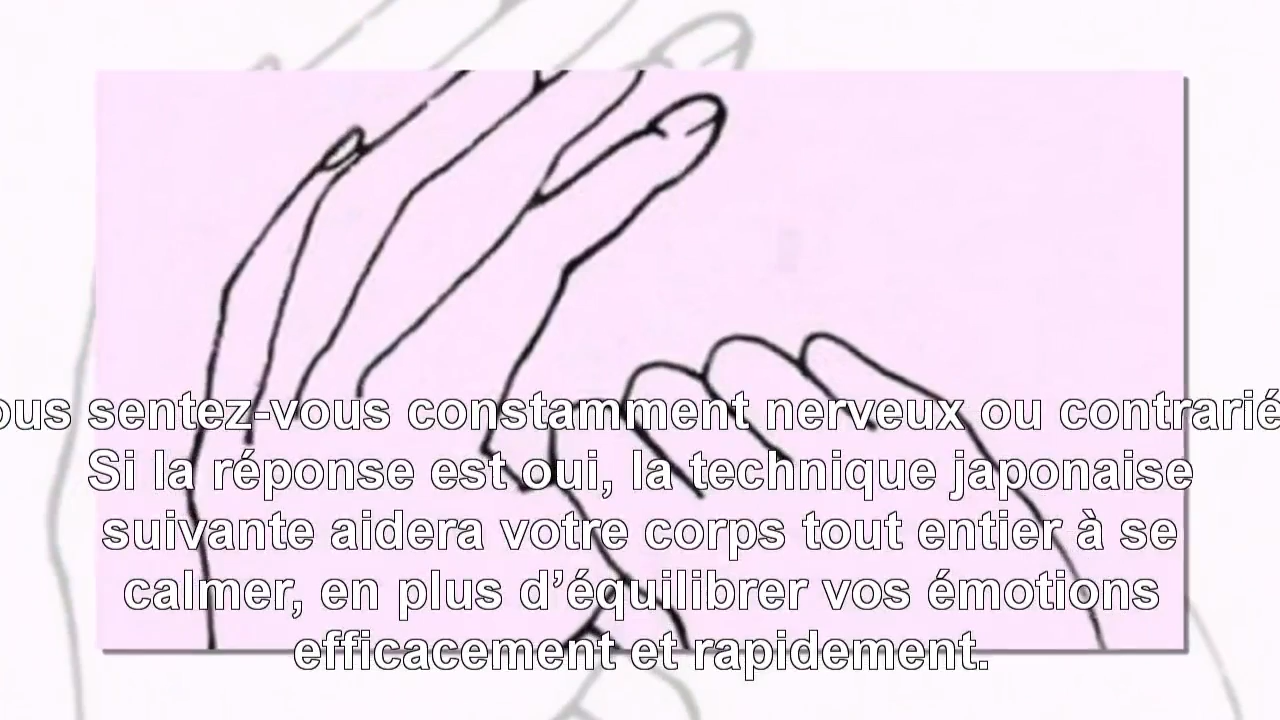 ous sentez-vous constamment nerveux ou contrarié
Si la réponse est oui, la technique japonaise
suivante aidera votre corps tout entier à se
calmer, en plus d’équilibrer vos émotions
efficacement et rapidement.